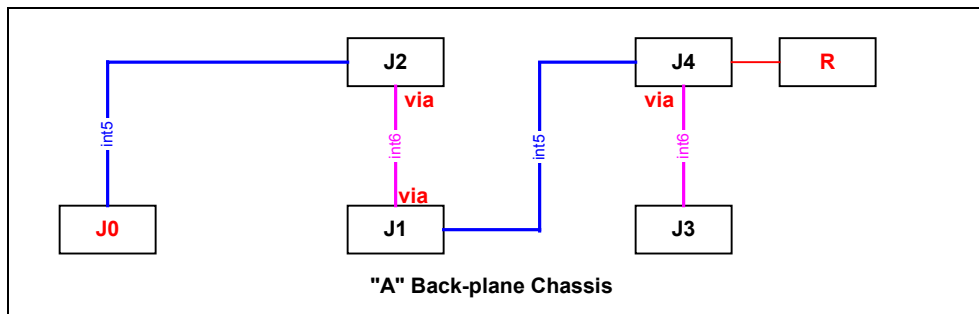 J2
J4
R
via
via
int5
int6
int5
int6
via
J0
J1
J3
"A" Back-plane Chassis